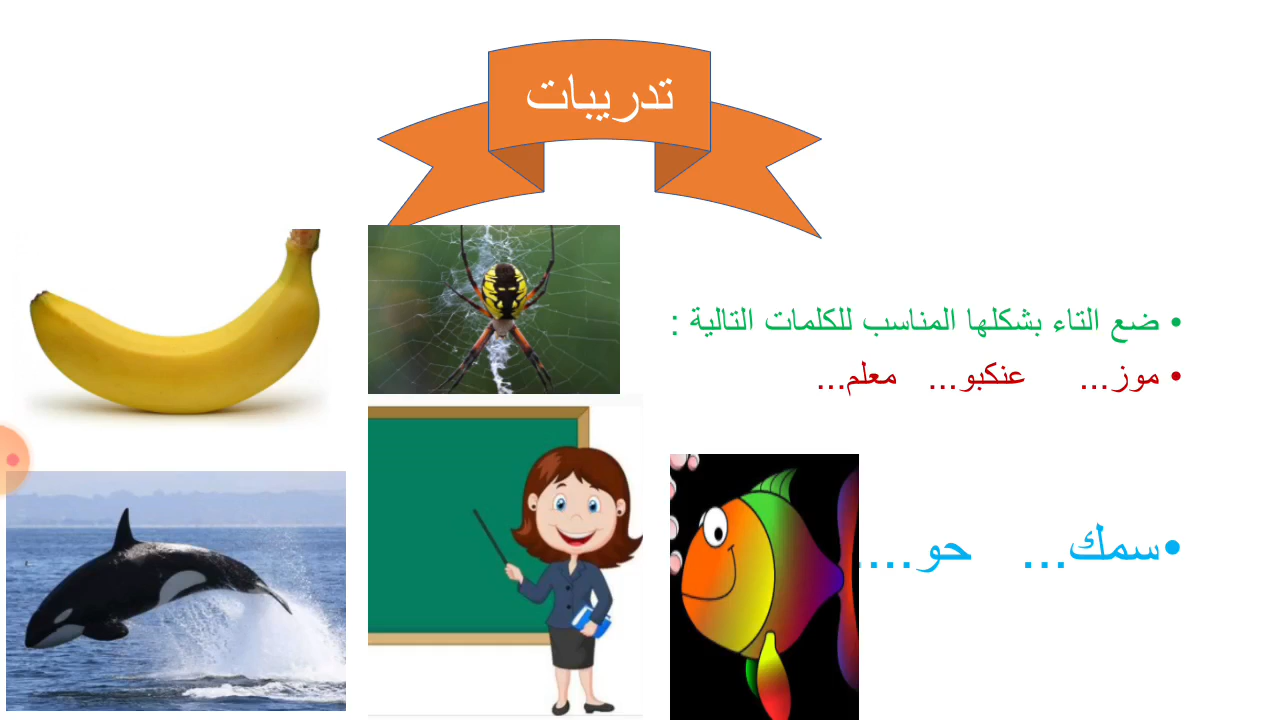 تدريبات
• ضع التاء بشكلها المناسب للكلمات التالية :
• موز... عنكبو... معلم...
•سمك... حو....